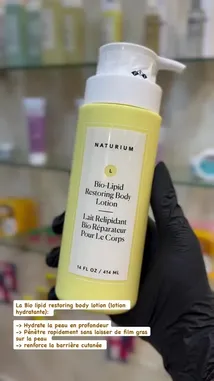 NATURIUM
L
Bio-Lipid
Restoring Body
Lotion
Lait Relipidant
Bio Réparateur
Pour Le Corps
14 FL OZ / 414 ML
La Bio lipid restoring body lotion (lotion
hydratante):
-> Hydrate la peau en profondeur
-> Pénètre rapidement sans laisser de film gras
sur la peau
-> renforce la barrière cutanée